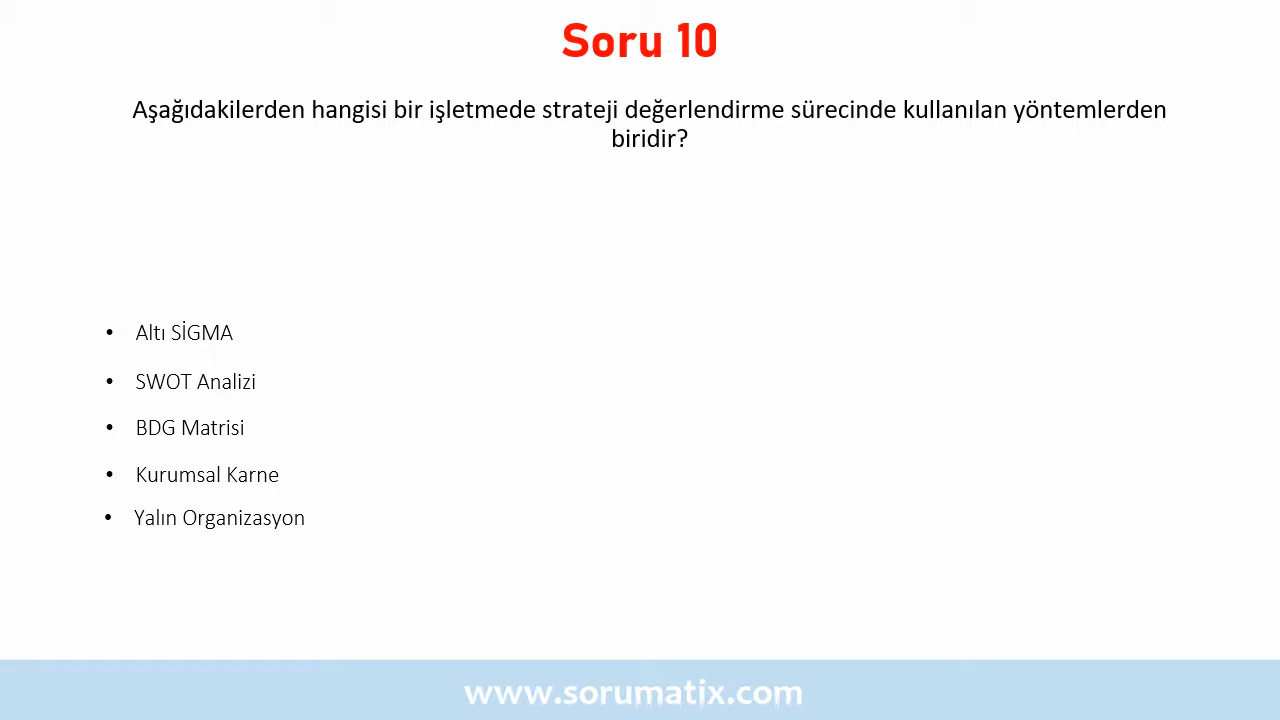 Soru 10
Aşağıdakilerden hangisi bir işletmede strateji değerlendirme sürecinde kullanılan yöntemlerden
biridir?
• Altı SİGMA
• SWOT Analizi
• BDG Matrisi
• Kurumsal Karne
• Yalın Organizasyon
www.sorumatix.com